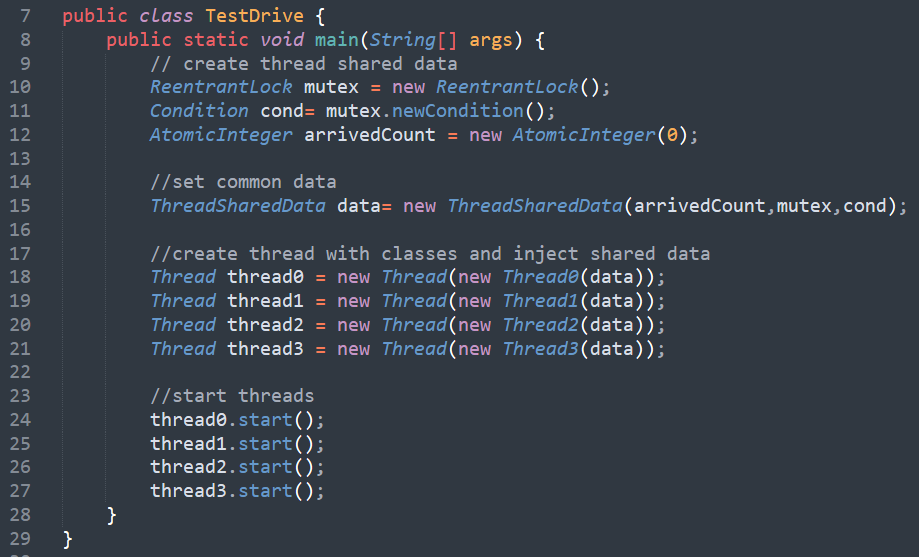 7 public class TestDrive {
8 public static void main(String[] args) {
9 // create thread shared data
10 ReentrantLock mutex = new ReentrantLock();
11 Condition cond= mutex.newCondition();
12 AtomicInteger arrivedCount = new AtomicInteger(0);
13
14 //set common data
15 ThreadSharedData data= new ThreadSharedData(arrivedCount,mutex,cond);
16
17 //create thread with classes and inject shared data
18 Thread thread0 = new Thread(new Thread0(data));
19 Thread thread1 = new Thread(new Thread1(data));
20 Thread thread2 = new Thread(new Thread2(data));
21 Thread thread3 = new Thread(new Thread3(data));
22
23 //start threads
24 thread0.start();
25 thread1.start();
26 thread2.start();
27 thread3.start();
28 }
29 }